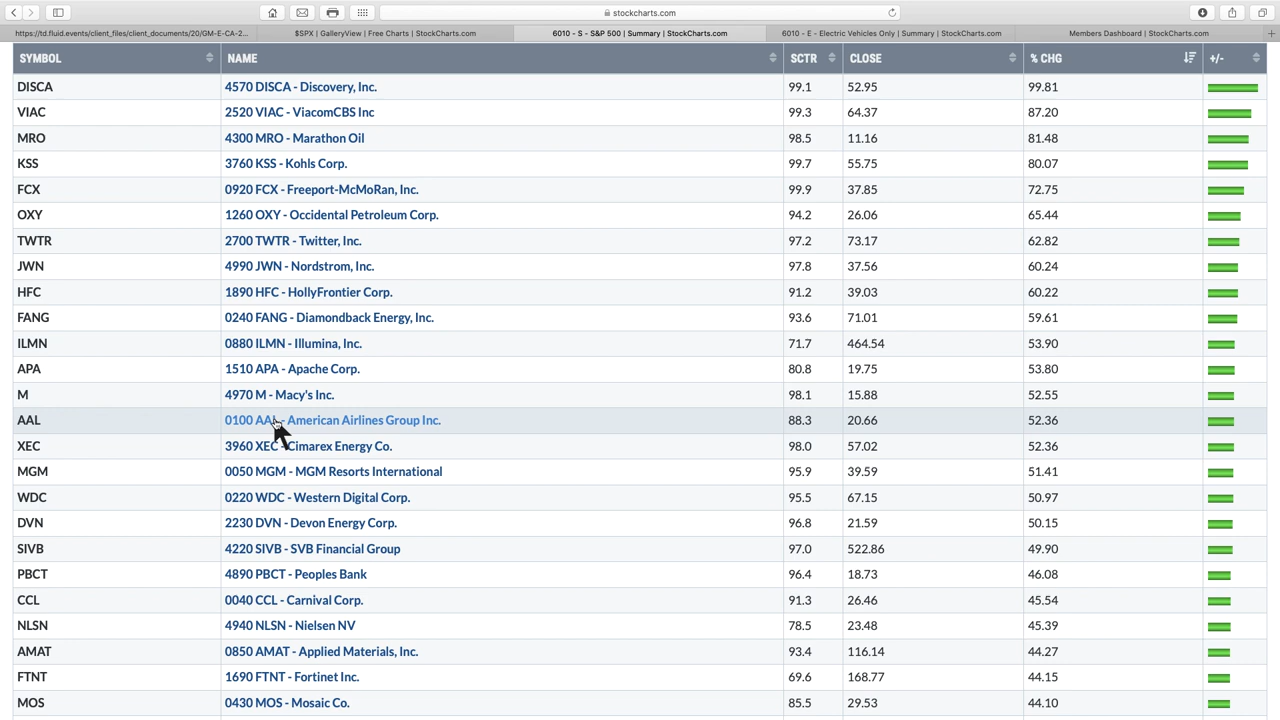 stockcharts.com
https://td.fluid.events/client_files/client_documents/20/GM-E-CA-2... $SPX | GalleryView | Free Charts | StockCharts.com 6010 - S - S&P 500 | Summary | StockCharts.com 6010 - E - Electric Vehicles Only | Summary | StockCharts.com Members Dashboard | StockCharts.com
SYMBOL NAME SCTR CLOSE % CHG +/-
DISCA 4570 DISCA - Discovery, Inc. 99.1 52.95 99.81
VIAC 2520 VIAC - ViacomCBS Inc 99.3 64.37 87.20
MRO 4300 MRO - Marathon Oil 98.5 11.16 81.48
KSS 3760 KSS - Kohls Corp. 99.7 55.75 80.07
FCX 0920 FCX - Freeport-McMoRan, Inc. 99.9 37.85 72.75
OXY 1260 OXY - Occidental Petroleum Corp. 94.2 26.06 65.44
TWTR 2700 TWTR - Twitter, Inc. 97.2 73.17 62.82
JWN 4990 JWN - Nordstrom, Inc. 97.8 37.56 60.24
HFC 1890 HFC - HollyFrontier Corp. 91.2 39.03 60.22
FANG 0240 FANG - Diamondback Energy, Inc. 93.6 71.01 59.61
ILMN 0880 ILMN - Illumina, Inc. 71.7 464.54 53.90
APA 1510 APA - Apache Corp. 80.8 19.75 53.80
M 4970 M - Macy's Inc. 98.1 15.88 52.55
AAL 0100 AAL - American Airlines Group Inc. 88.3 20.66 52.36
XEC 3960 XEC - Cimarex Energy Co. 98.0 57.02 52.36
MGM 0050 MGM - MGM Resorts International 95.9 39.59 51.41
WDC 0220 WDC - Western Digital Corp. 95.5 67.15 50.97
DVN 2230 DVN - Devon Energy Corp. 96.8 21.59 50.15
SIVB 4220 SIVB - SVB Financial Group 97.0 522.86 49.90
PBCT 4890 PBCT - Peoples Bank 96.4 18.73 46.08
CCL 0040 CCL - Carnival Corp. 91.3 26.46 45.54
NLSN 4940 NLSN - Nielsen NV 78.5 23.48 45.39
AMAT 0850 AMAT - Applied Materials, Inc. 93.4 116.14 44.27
FTNT 1690 FTNT - Fortinet Inc. 69.6 168.77 44.15
MOS 0430 MOS - Mosaic Co. 85.5 29.53 44.10